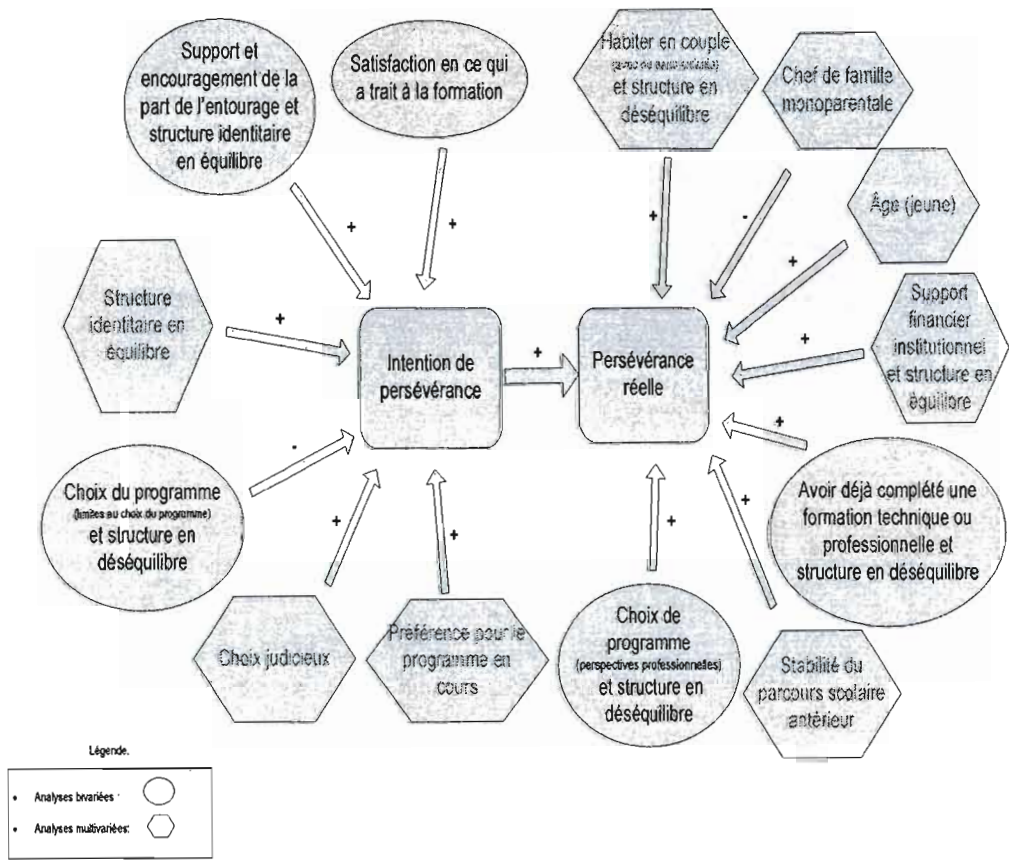 Support et
encouragement de la
part de l'entourage et
structure identitaire
en équilibre
Satisfaction en ce qui
a trait à la formation
Habiter en couple
et structure en
déséquilibre
Chef de famille
monoparentale
Âge (jeune)
Support
financier
institutionnel
et structure en
équilibre
Structure
identitaire en
équilibre
+
+
+
-
+
+
+
Intention de
persévérance
+
Persévérance
réelle
-
+
+
+
+
+
+
Choix du programme
(limites au choix du programme)
et structure en
déséquilibre
Choix judicieux
Préférence pour le
programme en
cours
Choix de
programme
(perspectives professionnelles)
et structure en
déséquilibre
Stabilité du
parcours scolaire
antérieur
Avoir déjà complété une
formation technique ou
professionnelle et
structure en déséquilibre
Légende.
• Analyses bivariées :
• Analyses multivariées: